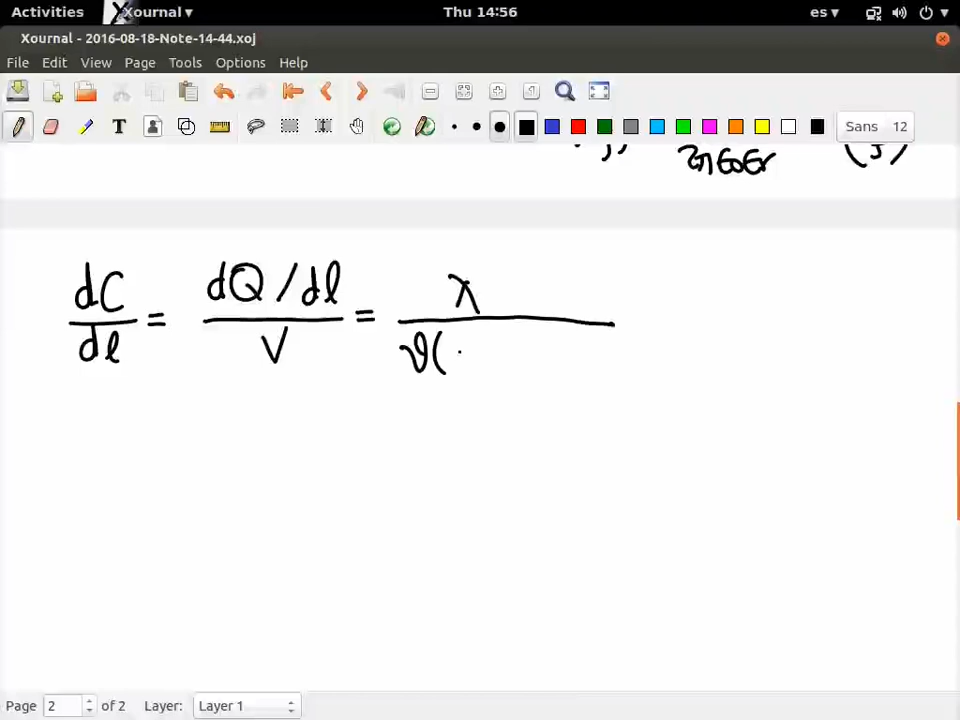 Activities Xournal ▾ Thu 14:56 es ▾
Xournal - 2016-08-18-Note-14-44.xoj
File Edit View Page Tools Options Help
T Sans 12
dC/dl = (dQ/dl)/V = λ/ϑ(
Page 2 of 2 Layer: Layer 1